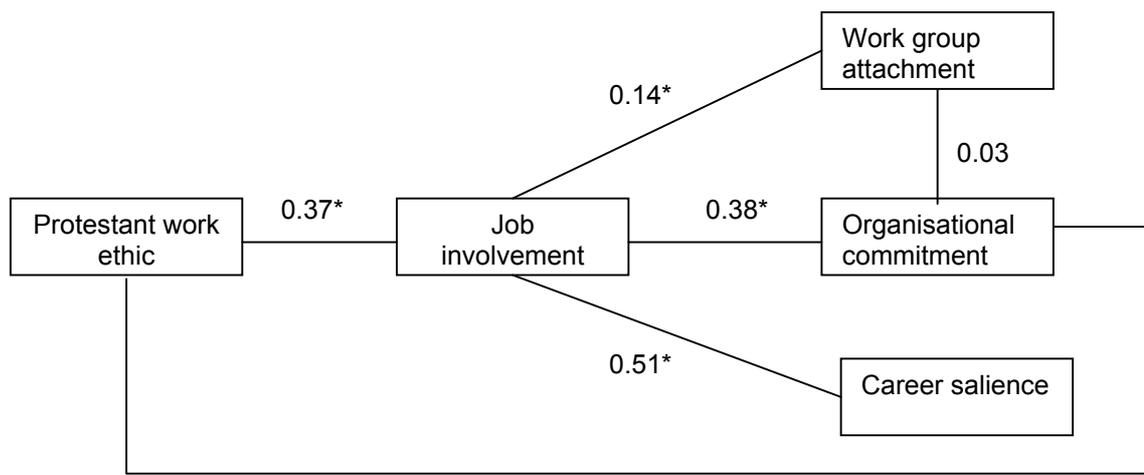 Work group
attachment
0.14*
0.03
Protestant work
ethic
0.37*
Job
involvement
0.38*
Organisational
commitment
0.51*
Career salience